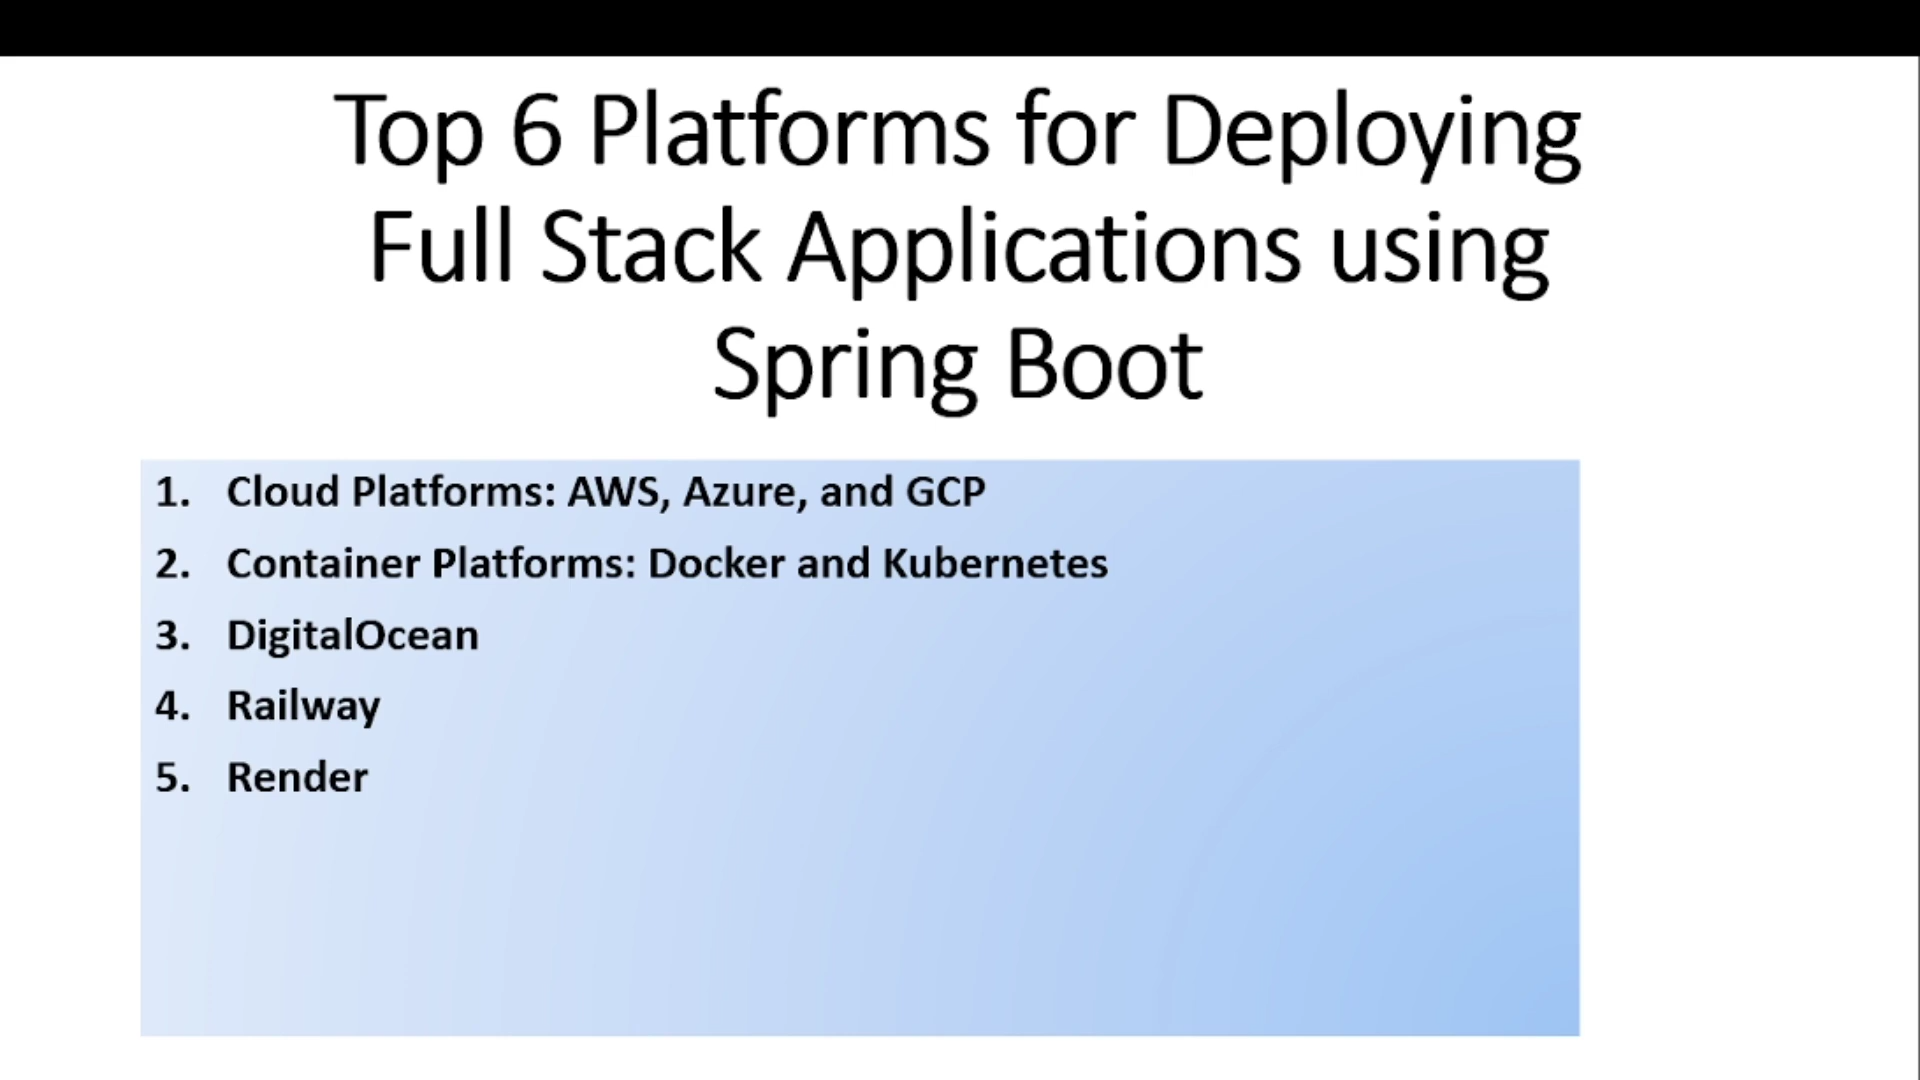 Top 6 Platforms for Deploying
Full Stack Applications using
Spring Boot
1. Cloud Platforms: AWS, Azure, and GCP
2. Container Platforms: Docker and Kubernetes
3. DigitalOcean
4. Railway
5. Render